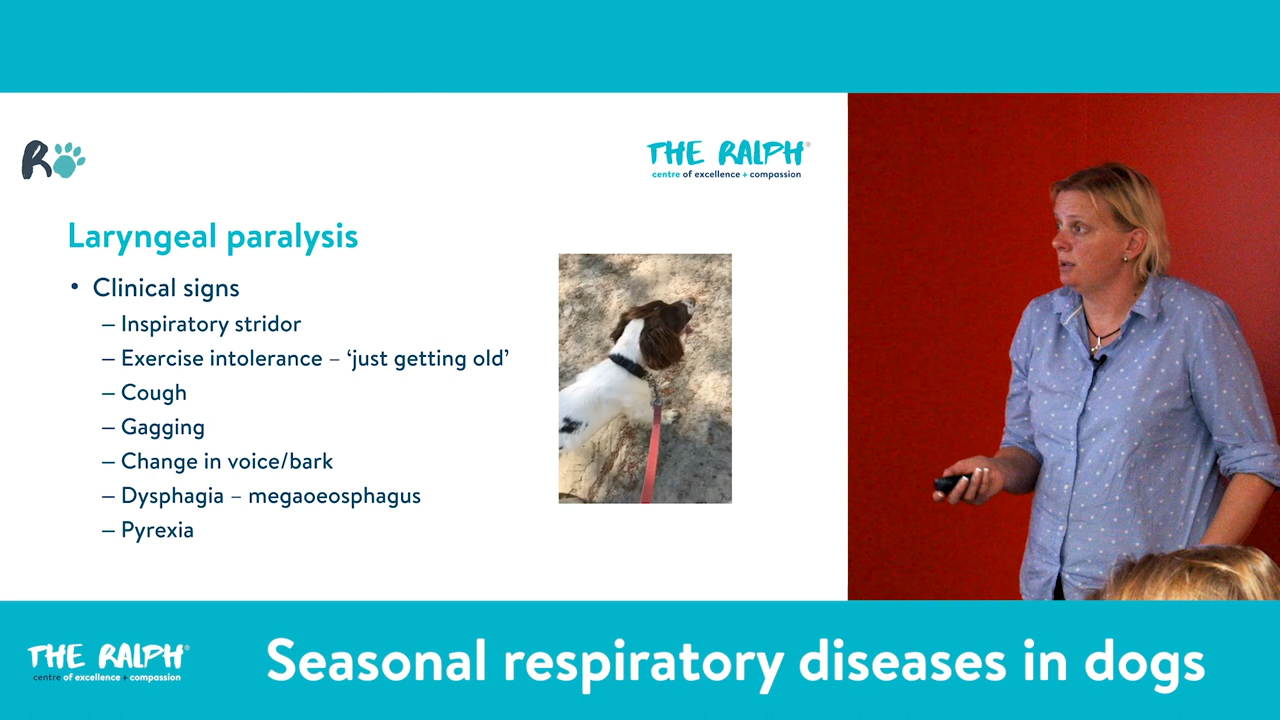 R
THE RALPH®
centre of excellence + compassion
Laryngeal paralysis
• Clinical signs
– Inspiratory stridor
– Exercise intolerance – ‘just getting old’
– Cough
– Gagging
– Change in voice/bark
– Dysphagia – megaoeosphagus
– Pyrexia
THE RALPH®
centre of excellence + compassion
Seasonal respiratory diseases in dogs